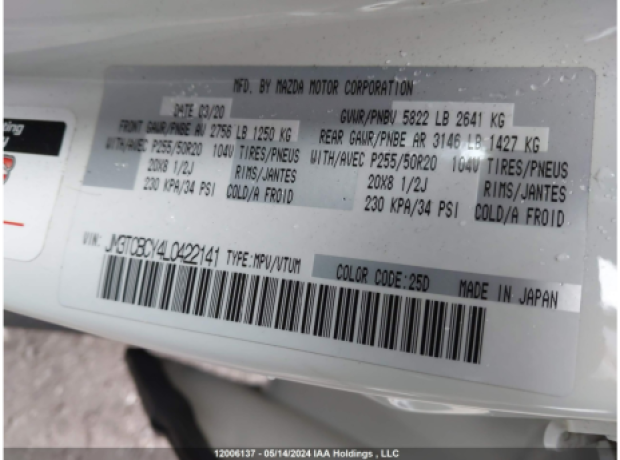 MFD. BY MAZDA MOTOR CORPORATION
DATE 03/20 GVWR/PNBV 5822 LB 2641 KG
FRONT GAWR/PNBE AV 2756 LB 1250 KG REAR GAWR/PNBE AR 3146 LB 1427 KG
WITH/AVEC P255/50R20 104V TIRES/PNEUS WITH/AVEC P255/50R20 104V TIRES/PNEUS
20X8 1/2J RIMS/JANTES 20X8 1/2J RIMS/JANTES
230 KPA/34 PSI COLD/A FROID 230 KPA/34 PSI COLD/A FROID
VIN: JM3TCBCY4L0422141 TYPE:MPV/VTUM COLOR CODE:25D MADE IN JAPAN
12006137 - 05/14/2024 IAA Holdings , LLC